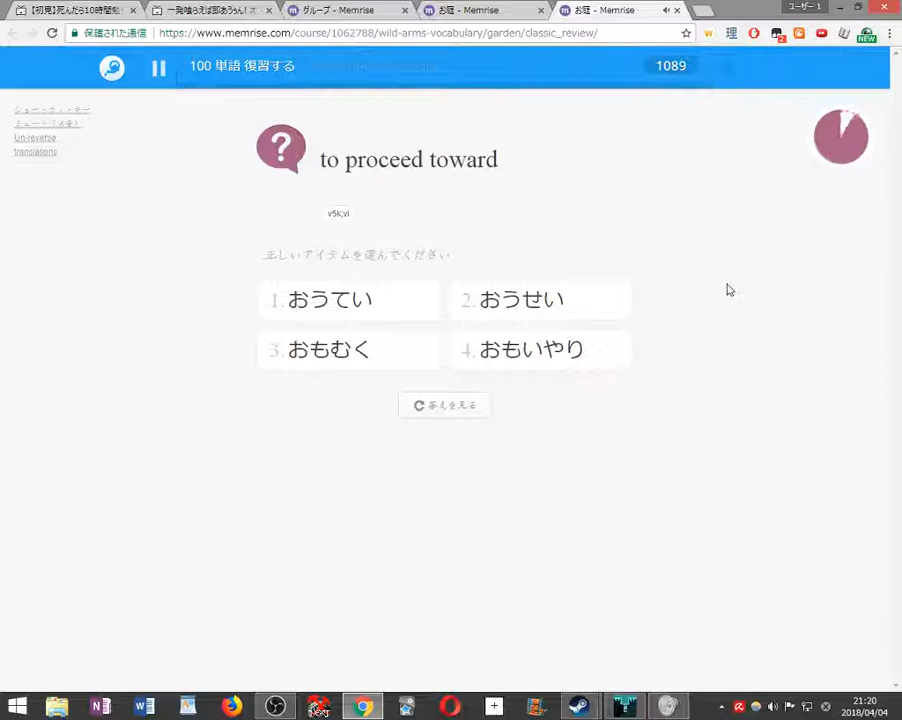 【初見】死んだら10時間勉
一発喰らえば即あうぅん! オ
グループ - Memrise
お庭 - Memrise
お庭 - Memrise
ユーザー 1
保護された通信
https://www.memrise.com/course/1062788/wild-arms-vocabulary/garden/classic_review/
100 単語 復習する
1089
Un-reverse
translations
to proceed toward
v5k;vi
正しいアイテムを選んでください
1. おうてい
2. おうせい
3. おもむく
4. おもいやり
答えを見る
21:20
2018/04/04